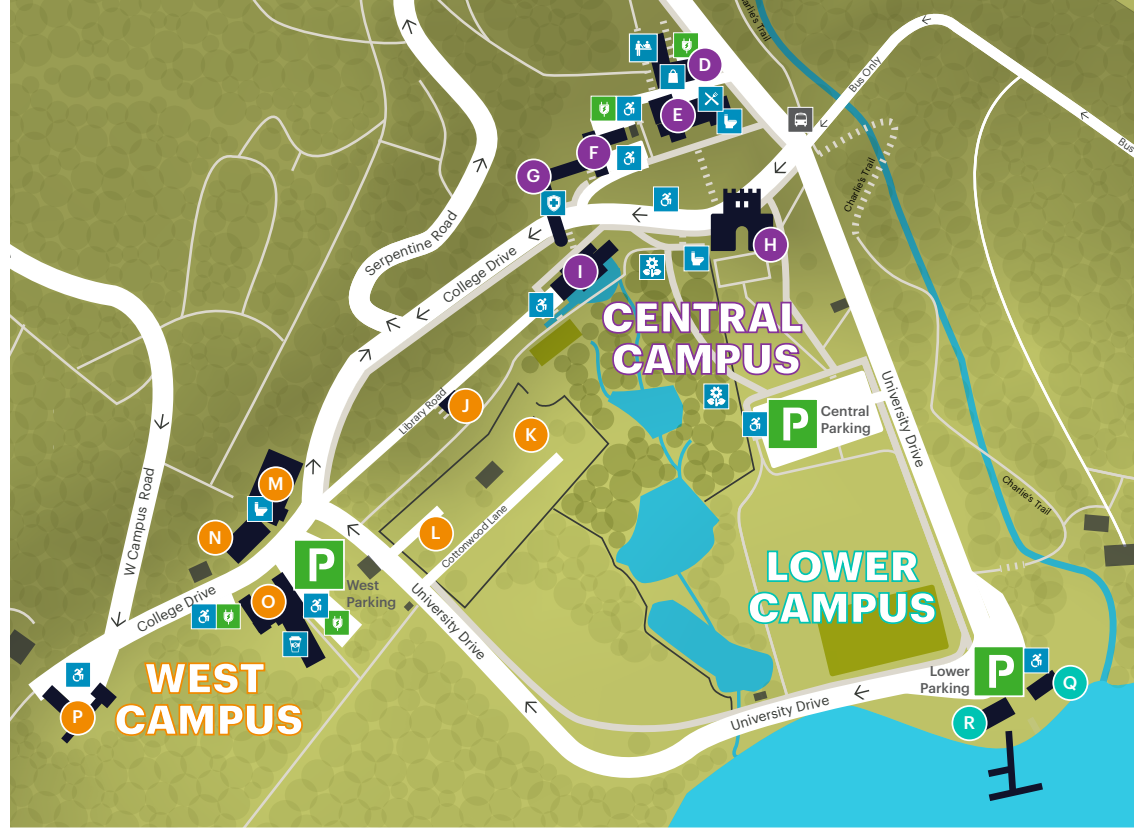 Charlie's Trail
D
E
F
G
H
I
Bus Only
Bus
Charlie's Trail
Serpentine Road
College Drive
CENTRAL
CAMPUS
Library Road
J
K
L
P
Central
Parking
University Drive
Charlie's Trail
M
N
O
W Campus Road
Cottonwood Lane
P
West
Parking
College Drive
University Drive
LOWER
CAMPUS
WEST
CAMPUS
P
Lower
Parking
P
Q
R
University Drive